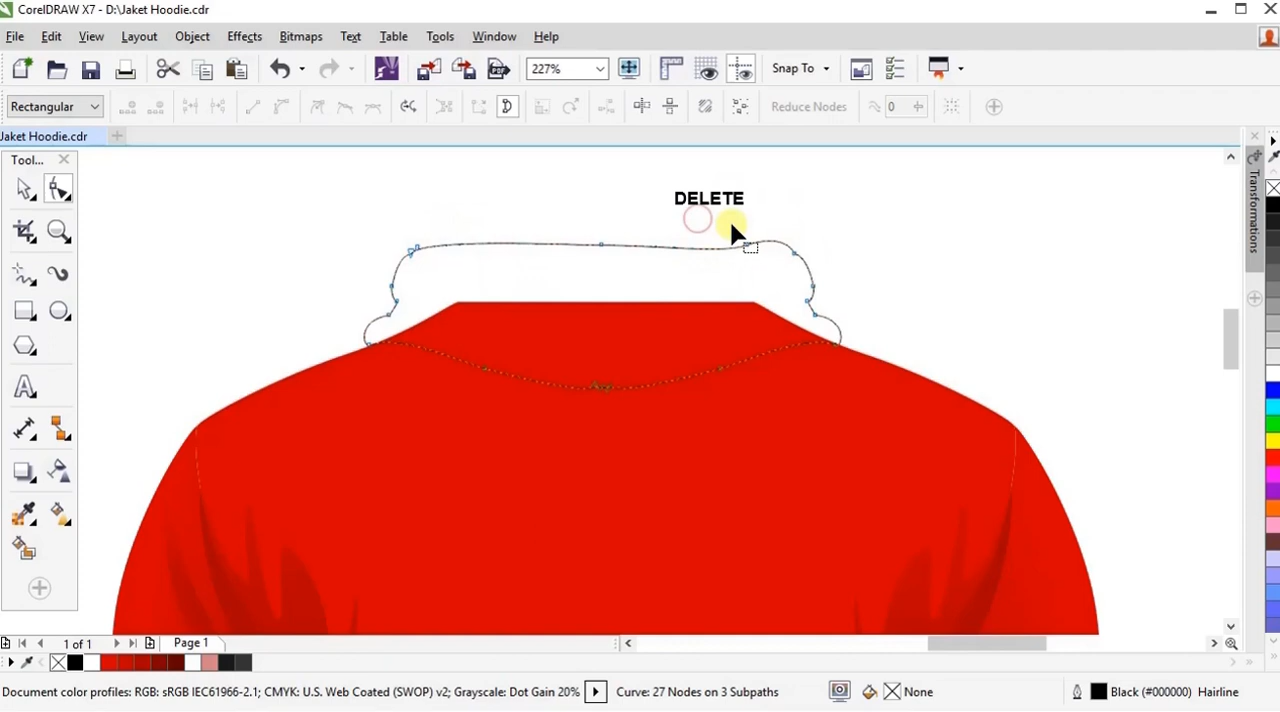 CorelDRAW X7 - D:\Jaket Hoodie.cdr
File Edit View Layout Object Effects Bitmaps Text Table Tools Window Help
PDF 227% Snap To
Rectangular Reduce Nodes 0
Jaket Hoodie.cdr
Tool...
DELETE
Transformations
1 of 1 Page 1
Document color profiles: RGB: sRGB IEC61966-2.1; CMYK: U.S. Web Coated (SWOP) v2; Grayscale: Dot Gain 20% Curve: 27 Nodes on 3 Subpaths None Black (#000000) Hairline